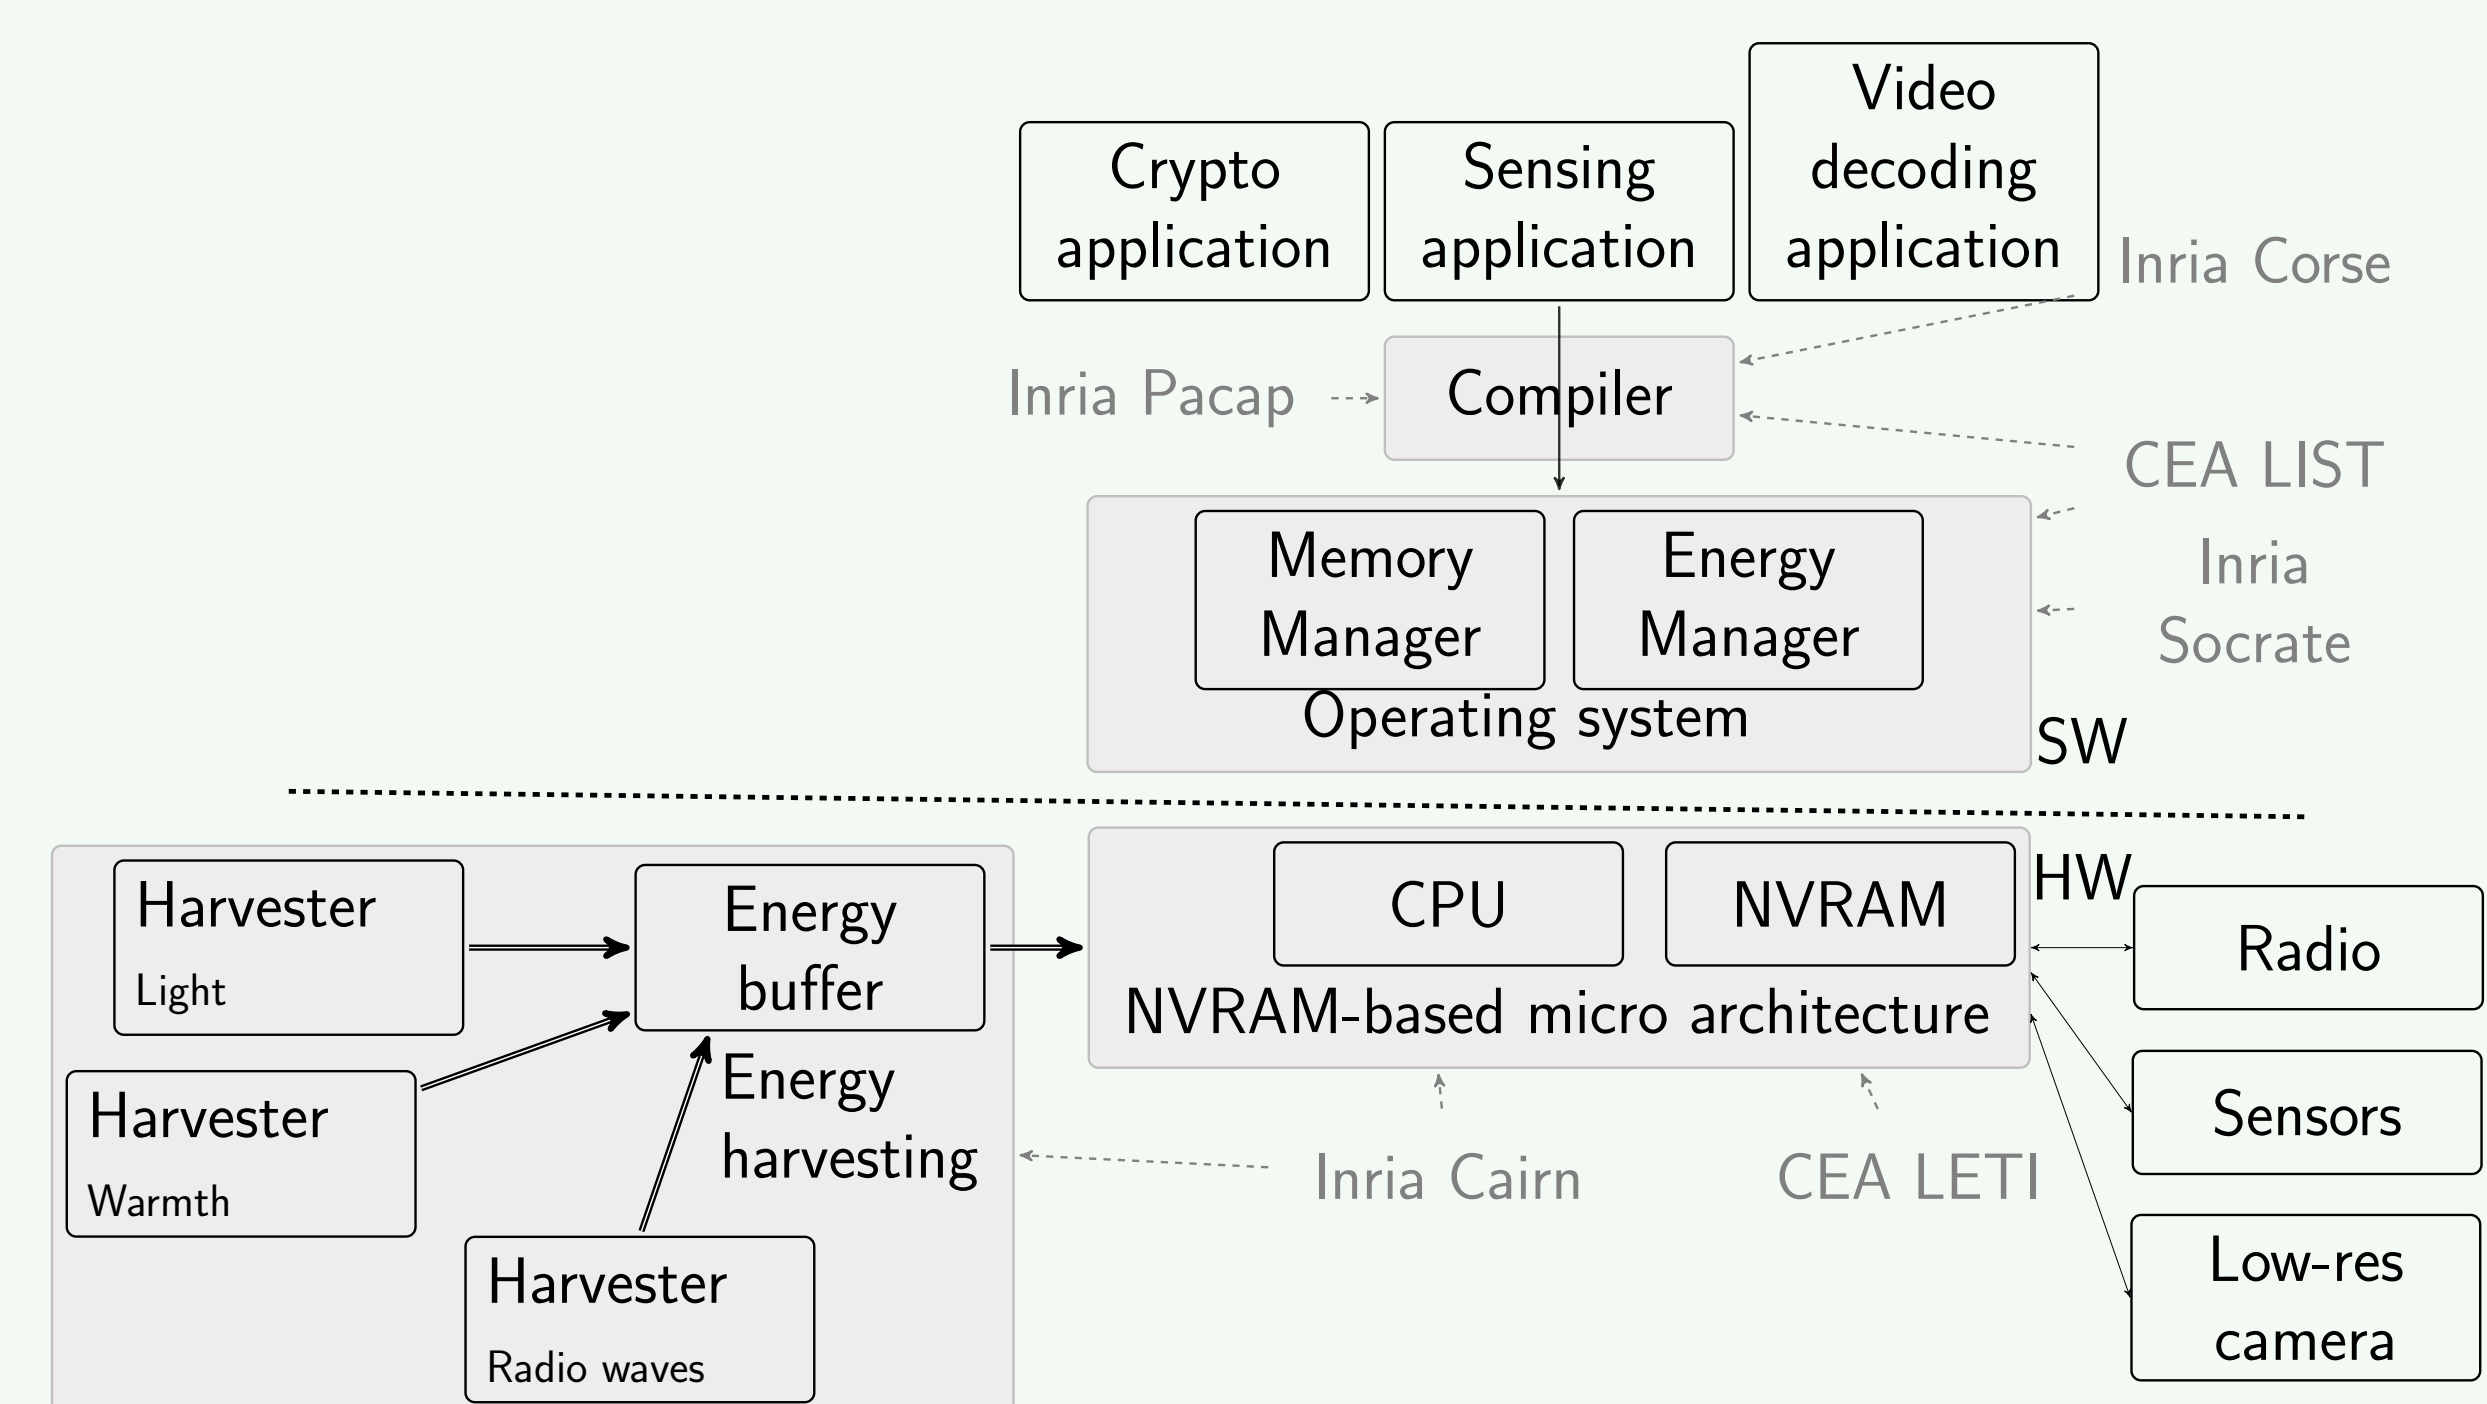 Crypto
application
Sensing
application
Video
decoding
application
Inria Corse
Inria Pacap
Compiler
CEA LIST
Memory
Manager
Energy
Manager
Inria
Socrate
Operating system
SW
HW
Harvester
Light
Energy
buffer
CPU
NVRAM
NVRAM-based micro architecture
Radio
Harvester
Warmth
Energy
harvesting
Inria Cairn
CEA LETI
Sensors
Harvester
Radio waves
Low-res
camera